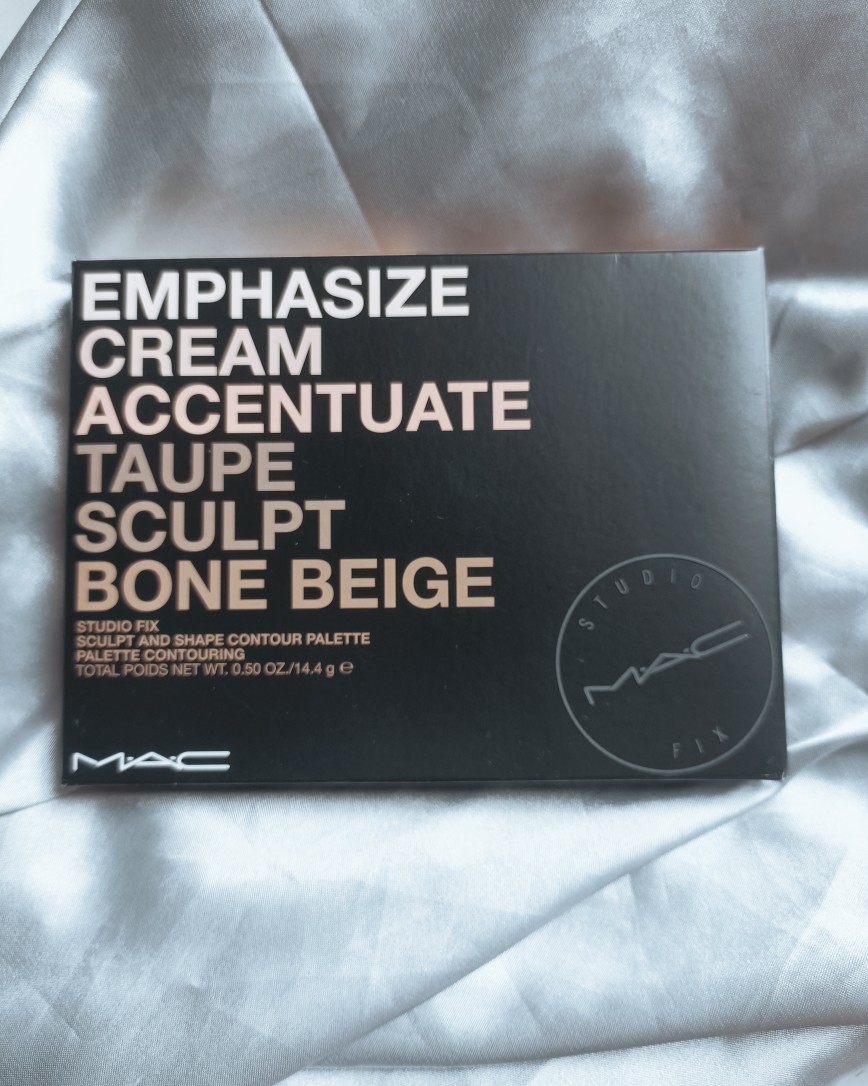 EMPHASIZE
CREAM
ACCENTUATE
TAUPE
SCULPT
BONE BEIGE
STUDIO FIX
SCULPT AND SHAPE CONTOUR PALETTE
PALETTE CONTOURING
TOTAL POIDS NET WT. 0.50 OZ./14.4 g ℮
M·A·C
STUDIO
M·A·C
FIX